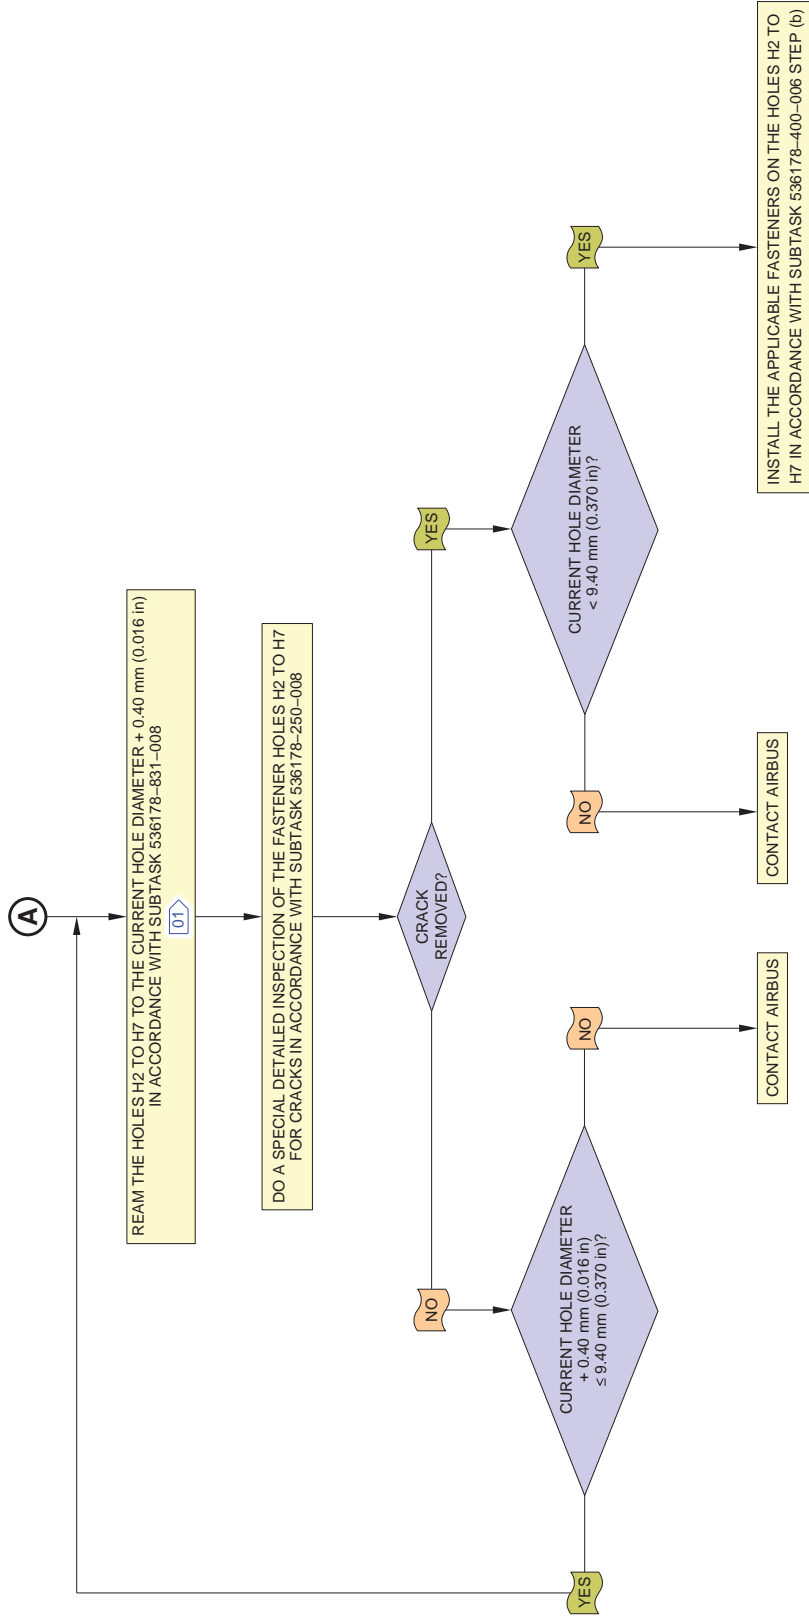 A
REAM THE HOLES H2 TO H7 TO THE CURRENT HOLE DIAMETER + 0.40 mm (0.016 in)
IN ACCORDANCE WITH SUBTASK 536178–831–008
01
DO A SPECIAL DETAILED INSPECTION OF THE FASTENER HOLES H2 TO H7
FOR CRACKS IN ACCORDANCE WITH SUBTASK 536178–250–008
CRACK
REMOVED?
NO
YES
CURRENT HOLE DIAMETER
+ 0.40 mm (0.016 in)
≤ 9.40 mm (0.370 in)?
YES
NO
CONTACT AIRBUS
CURRENT HOLE DIAMETER
< 9.40 mm (0.370 in)?
NO
YES
CONTACT AIRBUS
INSTALL THE APPLICABLE FASTENERS ON THE HOLES H2 TO
H7 IN ACCORDANCE WITH SUBTASK 536178–400–006 STEP (b)